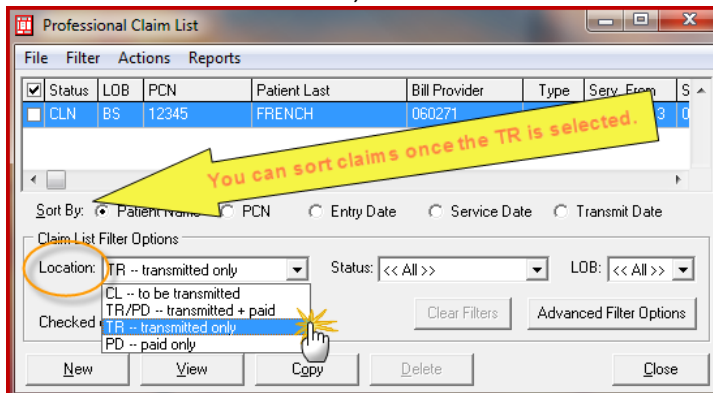 Professional Claim List
File Filter Actions Reports
Status LOB PCN Patient Last Bill Provider Type Serv. From S
CLN BS 12345 FRENCH 060271 3 0
You can sort claims once the TR is selected.
Sort By: Patient Name PCN Entry Date Service Date Transmit Date
Claim List Filter Options
Location: TR -- transmitted only Status: << All >> LOB: << All >>
CL -- to be transmitted
TR/PD -- transmitted + paid
Checked Clear Filters Advanced Filter Options
TR -- transmitted only
PD -- paid only
New View Copy Delete Close